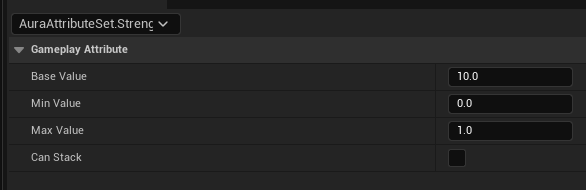 AuraAttributeSet.Streng
Gameplay Attribute
Base Value 10.0
Min Value 0.0
Max Value 1.0
Can Stack